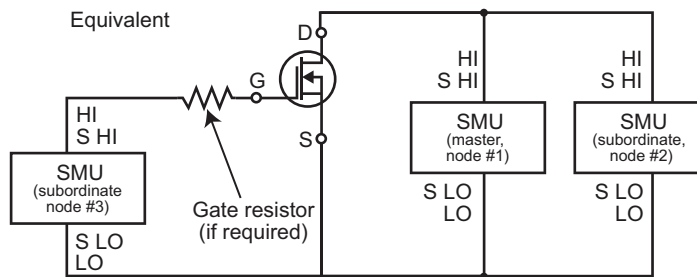 Equivalent
D
G
S
HI
S HI
SMU
(subordinate
node #3)
S LO
LO
Gate resistor
(if required)
HI
S HI
SMU
(master,
node #1)
S LO
LO
HI
S HI
SMU
(subordinate,
node #2)
S LO
LO